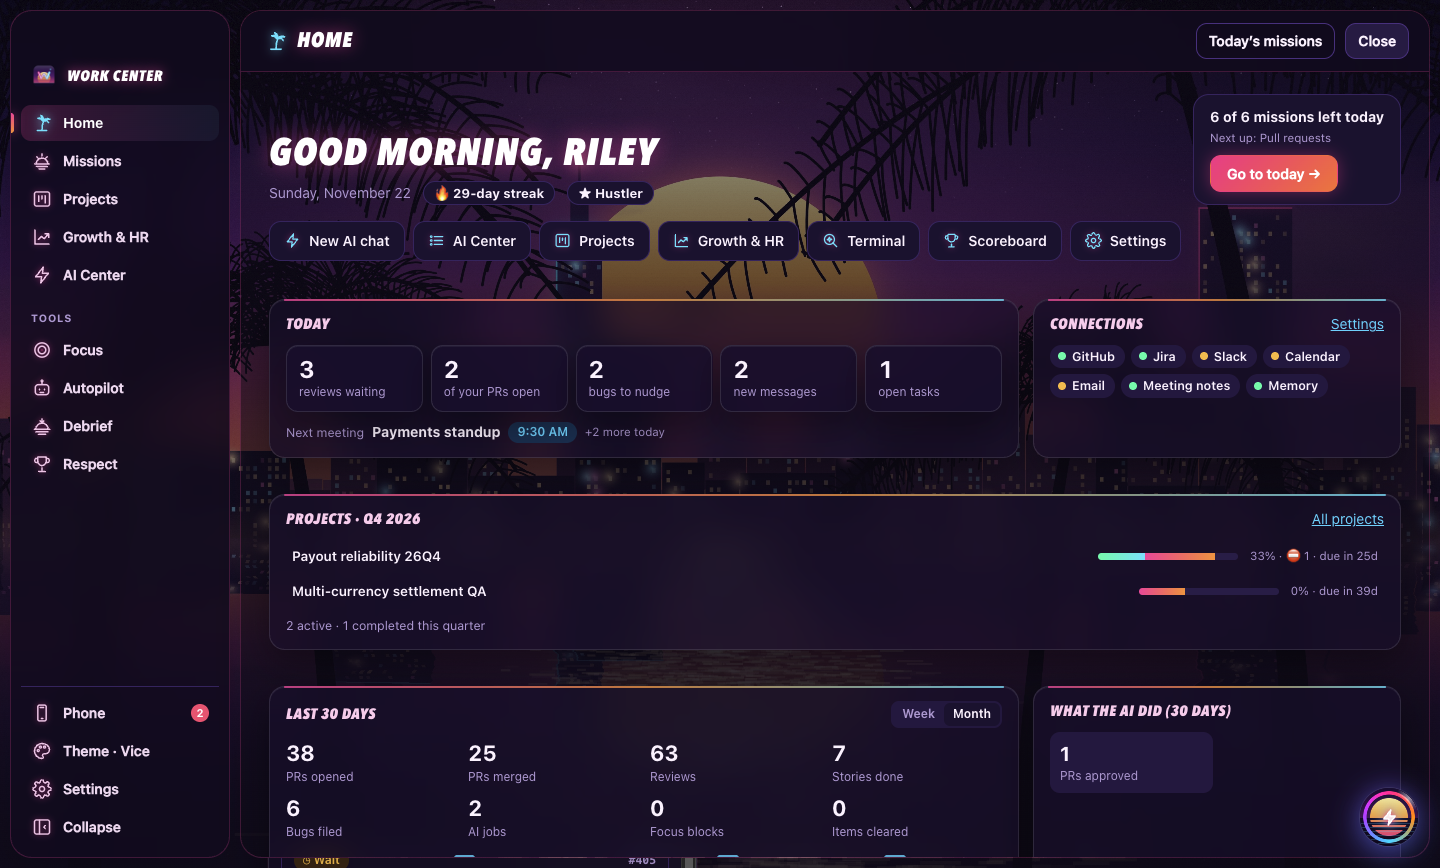 WORK CENTER
Home
Missions
Projects
Growth & HR
AI Center
TOOLS
Focus
Autopilot
Debrief
Respect
Phone 2
Theme · Vice
Settings
Collapse
HOME
Today's missions Close
GOOD MORNING, RILEY
Sunday, November 22 🔥 29-day streak ★ Hustler
6 of 6 missions left today
Next up: Pull requests
Go to today →
New AI chat AI Center Projects Growth & HR Terminal Scoreboard Settings
TODAY
3 2 2 2 1
reviews waiting of your PRs open bugs to nudge new messages open tasks
Next meeting Payments standup 9:30 AM +2 more today
CONNECTIONS Settings
GitHub Jira Slack Calendar
Email Meeting notes Memory
PROJECTS · Q4 2026 All projects
Payout reliability 26Q4 33% · ⛔ 1 · due in 25d
Multi-currency settlement QA 0% · due in 39d
2 active · 1 completed this quarter
LAST 30 DAYS Week Month
38 25 63 7
PRs opened PRs merged Reviews Stories done
6 2 0 0
Bugs filed AI jobs Focus blocks Items cleared
Wait #405
WHAT THE AI DID (30 DAYS)
1
PRs approved